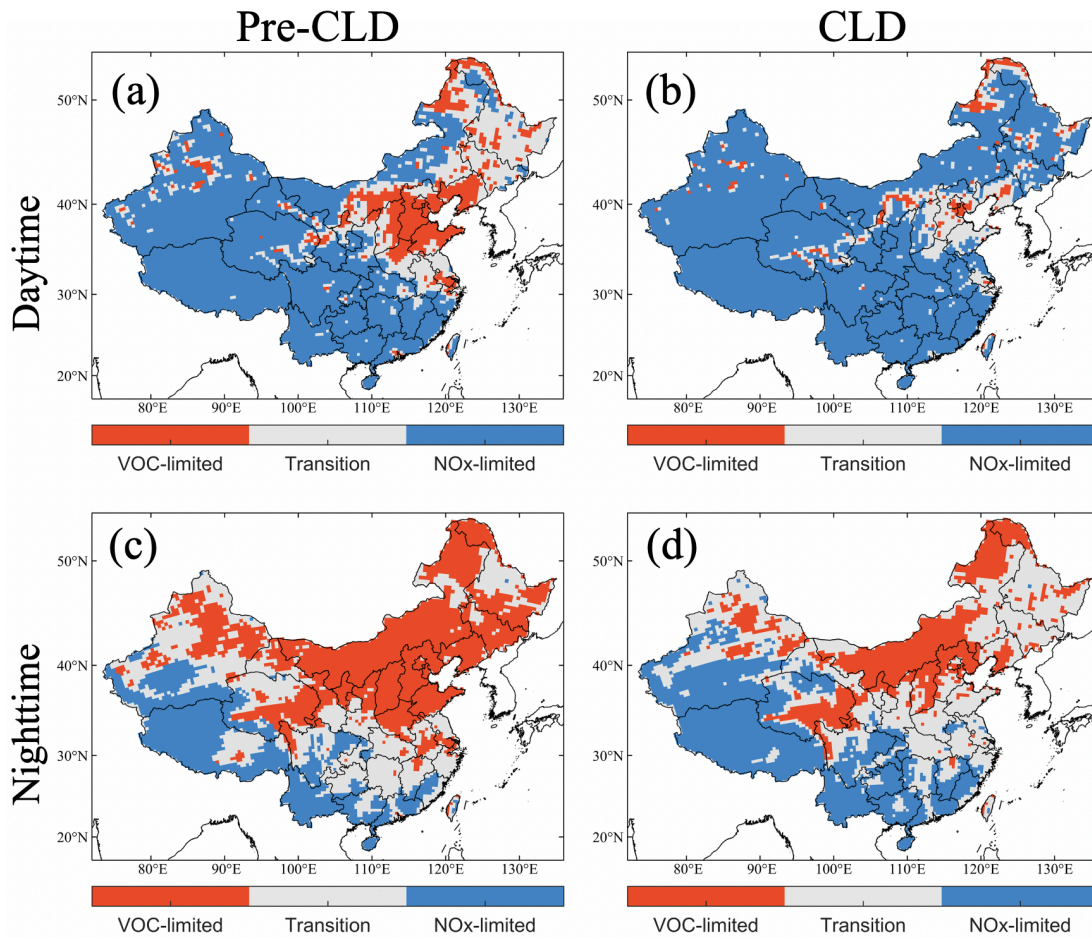 Pre-CLD CLD
Daytime
(a) (b)
50°N 50°N
40°N 40°N
30°N 30°N
20°N 20°N
80°E 90°E 100°E 110°E 120°E 130°E 80°E 90°E 100°E 110°E 120°E 130°E
VOC-limited Transition NOx-limited VOC-limited Transition NOx-limited
Nighttime
(c) (d)
50°N 50°N
40°N 40°N
30°N 30°N
20°N 20°N
80°E 90°E 100°E 110°E 120°E 130°E 80°E 90°E 100°E 110°E 120°E 130°E
VOC-limited Transition NOx-limited VOC-limited Transition NOx-limited